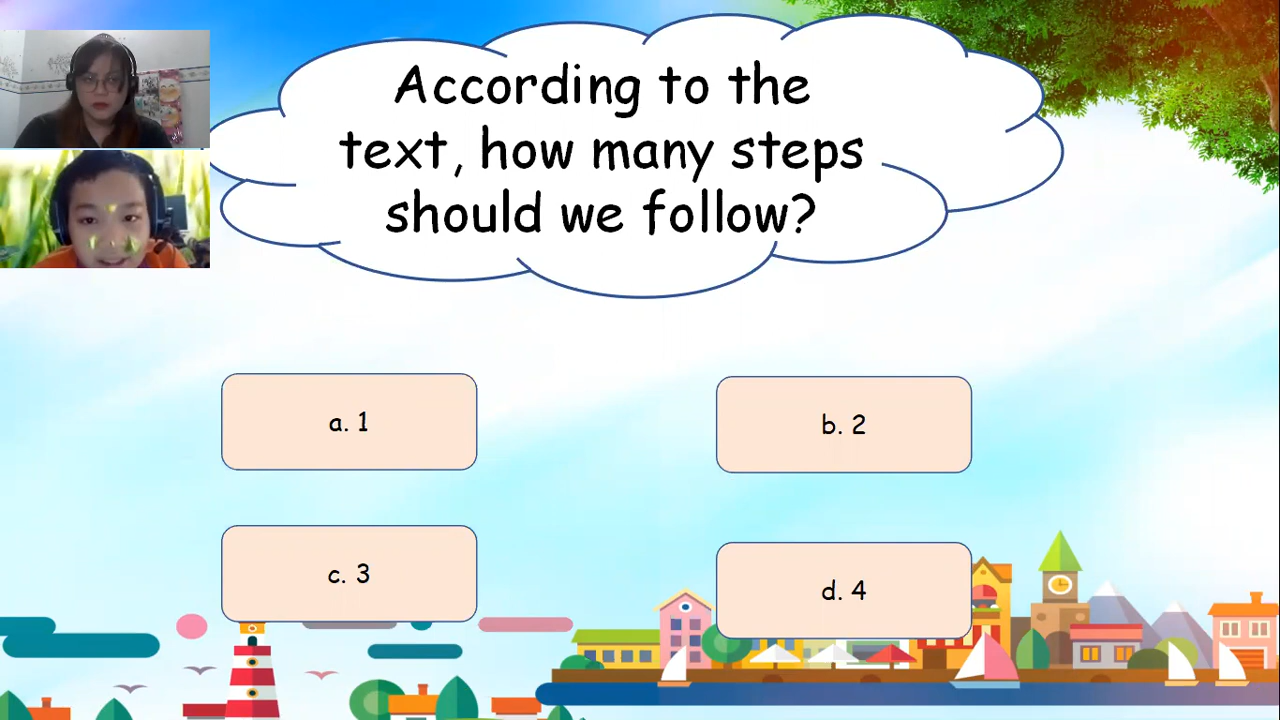 According to the
text, how many steps
should we follow?
a. 1
b. 2
c. 3
d. 4